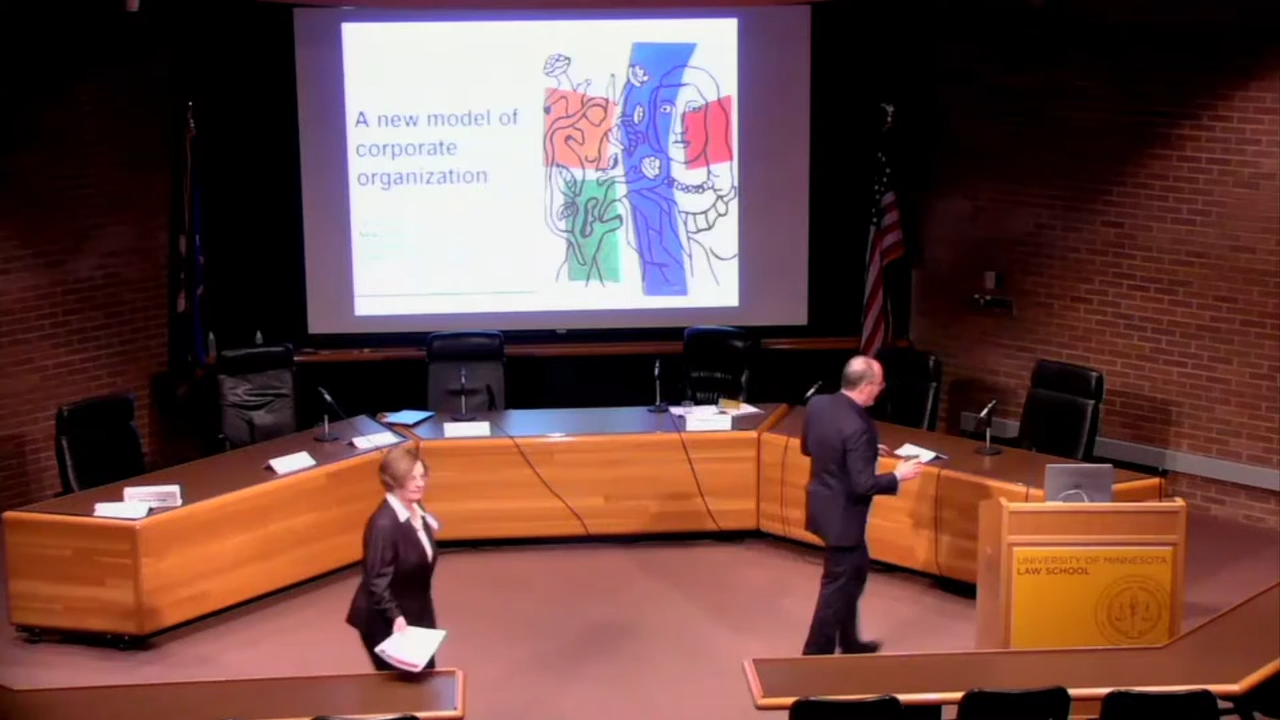 A new model of
corporate
organization
UNIVERSITY OF MINNESOTA
LAW SCHOOL